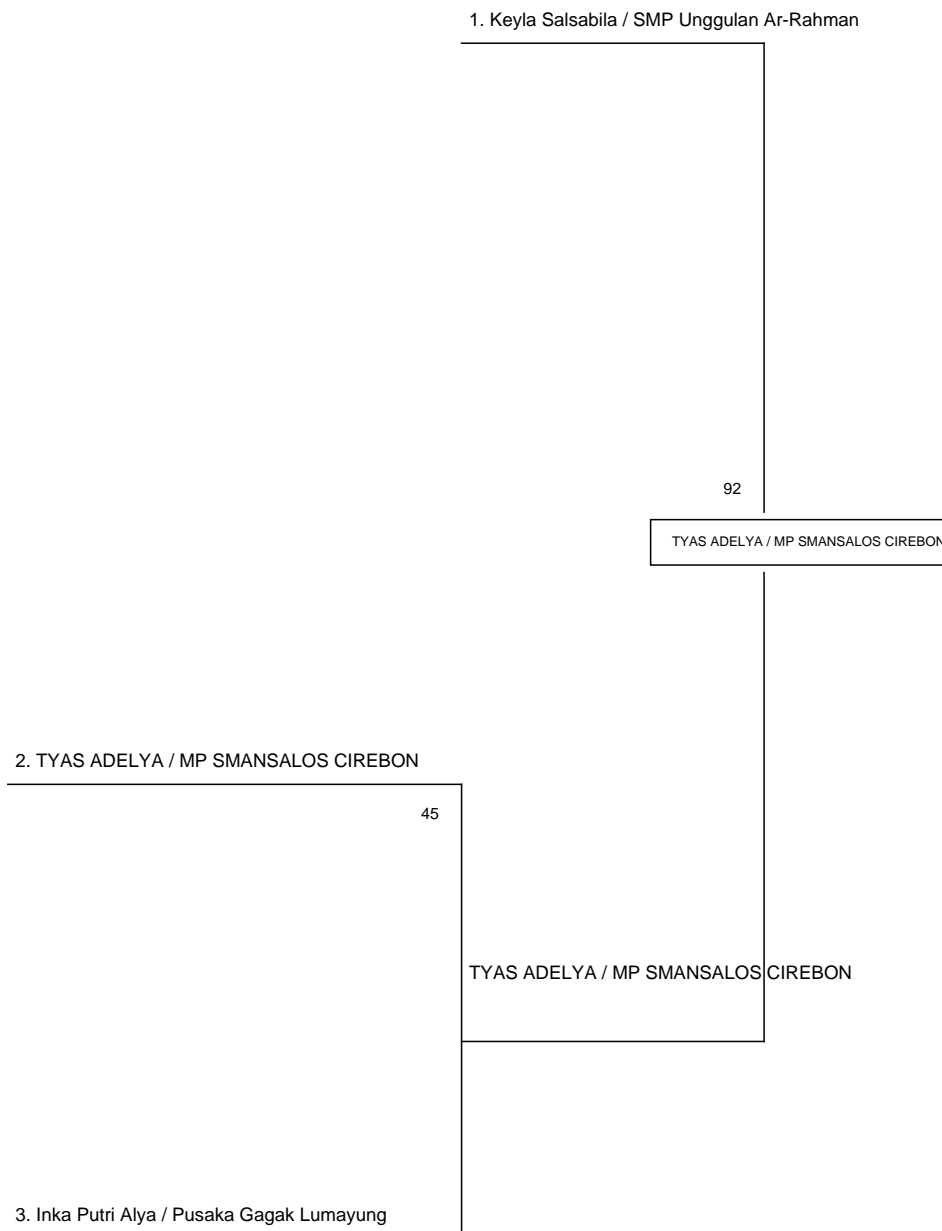 1. Keyla Salsabila / SMP Unggulan Ar-Rahman
92
TYAS ADELYA / MP SMANSALOS CIREBON
2. TYAS ADELYA / MP SMANSALOS CIREBON
45
TYAS ADELYA / MP SMANSALOS CIREBON
3. Inka Putri Alya / Pusaka Gagak Lumayung